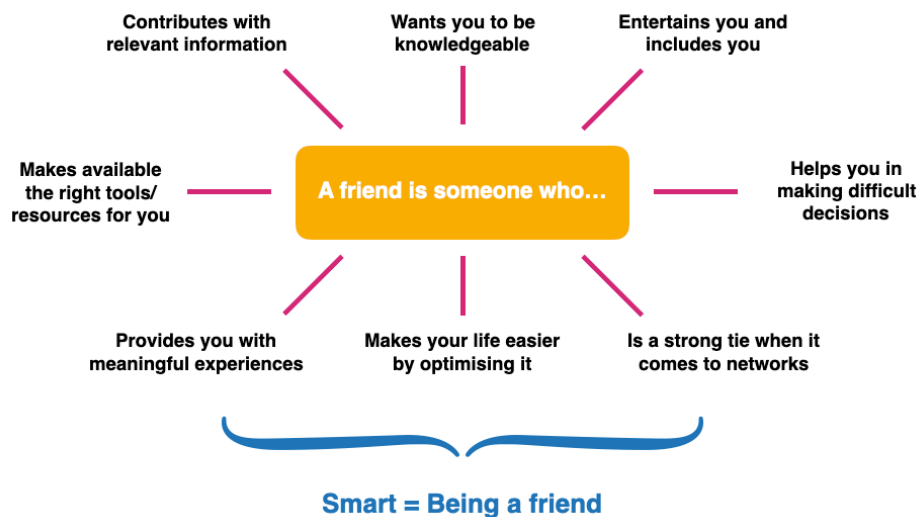 Contributes with
relevant information
Wants you to be
knowledgeable
Entertains you and
includes you
Makes available
the right tools/
resources for you
A friend is someone who...
Helps you in
making difficult
decisions
Provides you with
meaningful experiences
Makes your life easier
by optimising it
Is a strong tie when it
comes to networks
Smart = Being a friend